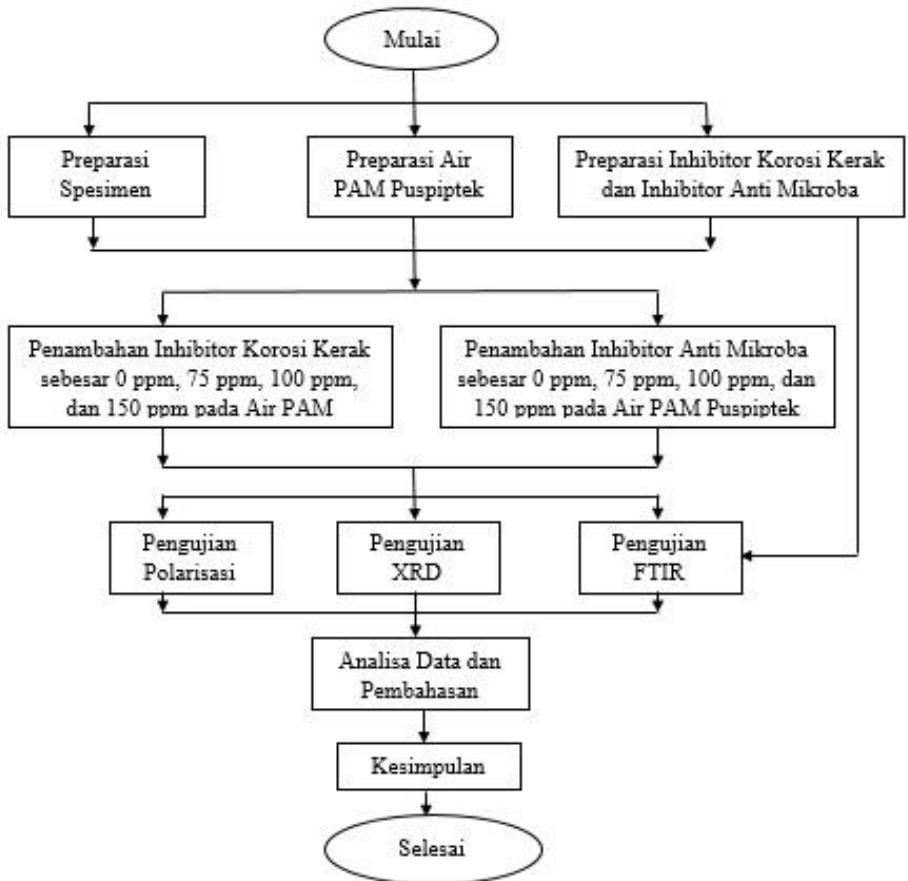 Mulai
Preparasi
Spesimen
Preparasi Air
PAM Puspiptek
Preparasi Inhibitor Korosi Kerak
dan Inhibitor Anti Mikroba
Penambahan Inhibitor Korosi Kerak
sebesar 0 ppm, 75 ppm, 100 ppm,
dan 150 ppm pada Air PAM
Penambahan Inhibitor Anti Mikroba
sebesar 0 ppm, 75 ppm, 100 ppm, dan
150 ppm pada Air PAM Puspiptek
Pengujian
Polarisasi
Pengujian
XRD
Pengujian
FTIR
Analisa Data dan
Pembahasan
Kesimpulan
Selesai